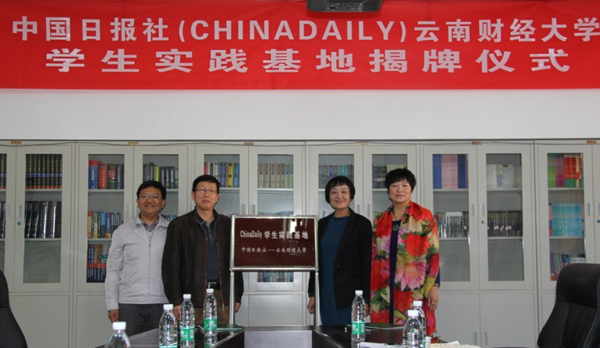 中国日报社(CHINADAILY)云南财经大学
学生实践基地揭牌仪式
ChinaDaily 学生实践基地
中国日报社——云南财经大学